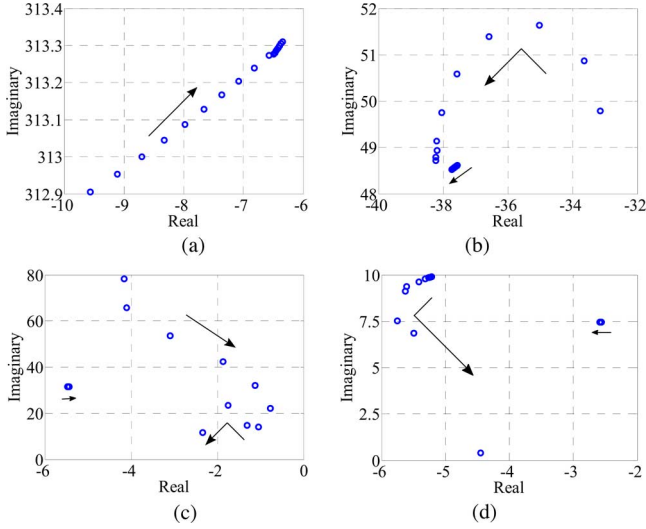 313.4
313.3
313.2
313.1
313
312.9
Imaginary
-10 -9 -8 -7 -6
Real
(a)
52
51
50
49
48
Imaginary
-40 -38 -36 -34 -32
Real
(b)
80
60
40
20
0
Imaginary
-6 -4 -2 0
Real
(c)
10
7.5
5
2.5
0
Imaginary
-6 -5 -4 -3 -2
Real
(d)